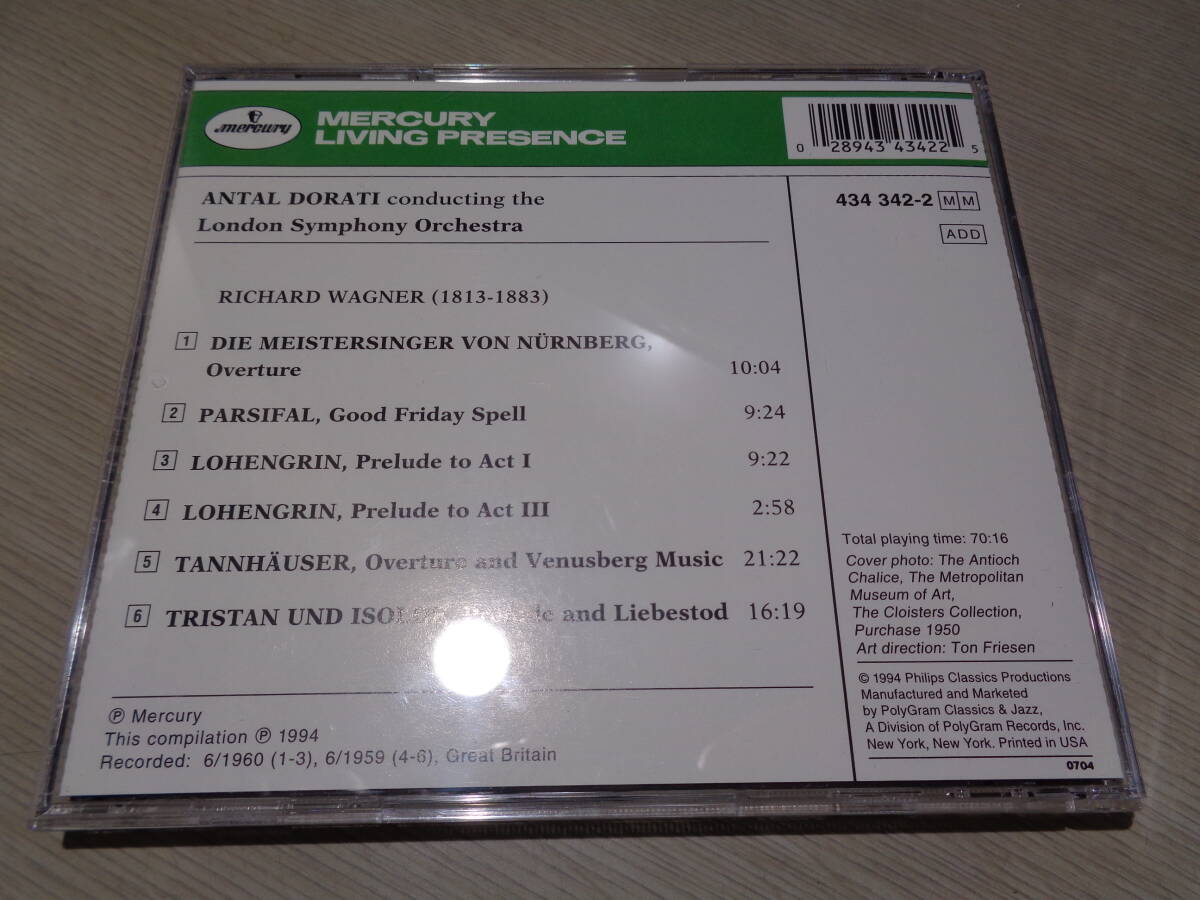 mercury
MERCURY
LIVING PRESENCE
0 28943 43422 5
ANTAL DORATI conducting the
London Symphony Orchestra
434 342-2 MM
ADD
RICHARD WAGNER (1813-1883)
1 DIE MEISTERSINGER VON NÜRNBERG,
Overture 10:04
2 PARSIFAL, Good Friday Spell 9:24
3 LOHENGRIN, Prelude to Act I 9:22
4 LOHENGRIN, Prelude to Act III 2:58
5 TANNHÄUSER, Overture and Venusberg Music 21:22
6 TRISTAN UND and Liebestod 16:19
Ⓟ Mercury
This compilation Ⓟ 1994
Recorded: 6/1960 (1-3), 6/1959 (4-6), Great Britain
Total playing time: 70:16
Cover photo: The Antioch
Chalice, The Metropolitan
Museum of Art,
The Cloisters Collection,
Purchase 1950
Art direction: Ton Friesen
© 1994 Philips Classics Productions
Manufactured and Marketed
by PolyGram Classics & Jazz,
A Division of PolyGram Records, Inc.
New York, New York. Printed in USA
0704